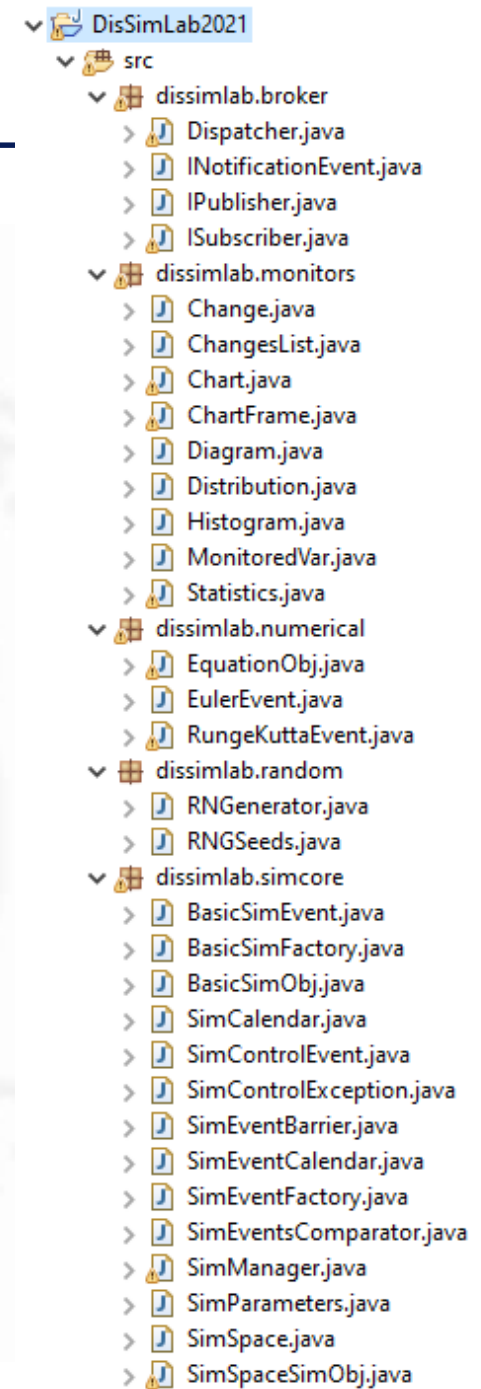 DisSimLab2021
src
dissimlab.broker
Dispatcher.java
INotificationEvent.java
IPublisher.java
ISubscriber.java
dissimlab.monitors
Change.java
ChangesList.java
Chart.java
ChartFrame.java
Diagram.java
Distribution.java
Histogram.java
MonitoredVar.java
Statistics.java
dissimlab.numerical
EquationObj.java
EulerEvent.java
RungeKuttaEvent.java
dissimlab.random
RNGenerator.java
RNGSeeds.java
dissimlab.simcore
BasicSimEvent.java
BasicSimFactory.java
BasicSimObj.java
SimCalendar.java
SimControlEvent.java
SimControlException.java
SimEventBarrier.java
SimEventCalendar.java
SimEventFactory.java
SimEventsComparator.java
SimManager.java
SimParameters.java
SimSpace.java
SimSpaceSimObj.java